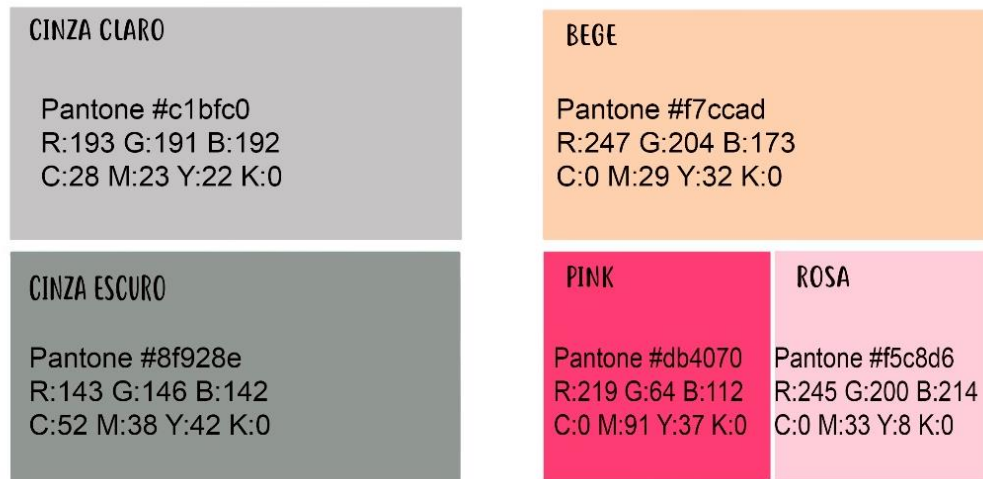 CINZA CLARO
Pantone #c1bfc0
R:193 G:191 B:192
C:28 M:23 Y:22 K:0
BEGE
Pantone #f7ccad
R:247 G:204 B:173
C:0 M:29 Y:32 K:0
CINZA ESCURO
Pantone #8f928e
R:143 G:146 B:142
C:52 M:38 Y:42 K:0
PINK
Pantone #db4070
R:219 G:64 B:112
C:0 M:91 Y:37 K:0
ROSA
Pantone #f5c8d6
R:245 G:200 B:214
C:0 M:33 Y:8 K:0